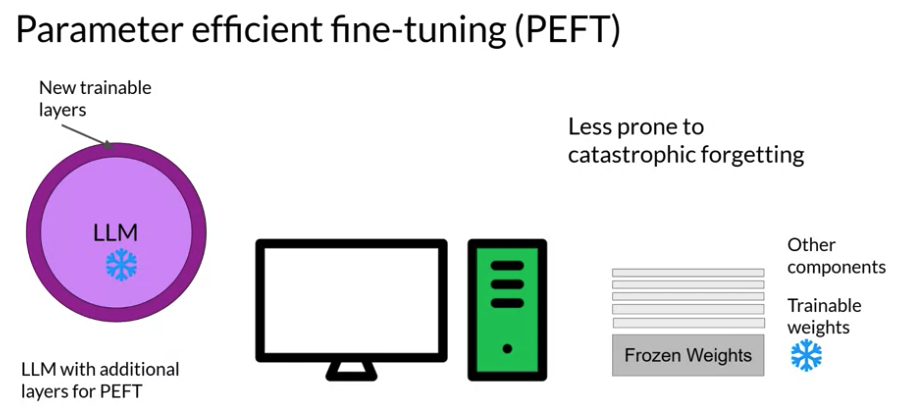 Parameter efficient fine-tuning (PEFT)
New trainable
layers
LLM
LLM with additional
layers for PEFT
Less prone to
catastrophic forgetting
Other
components
Trainable
weights
Frozen Weights